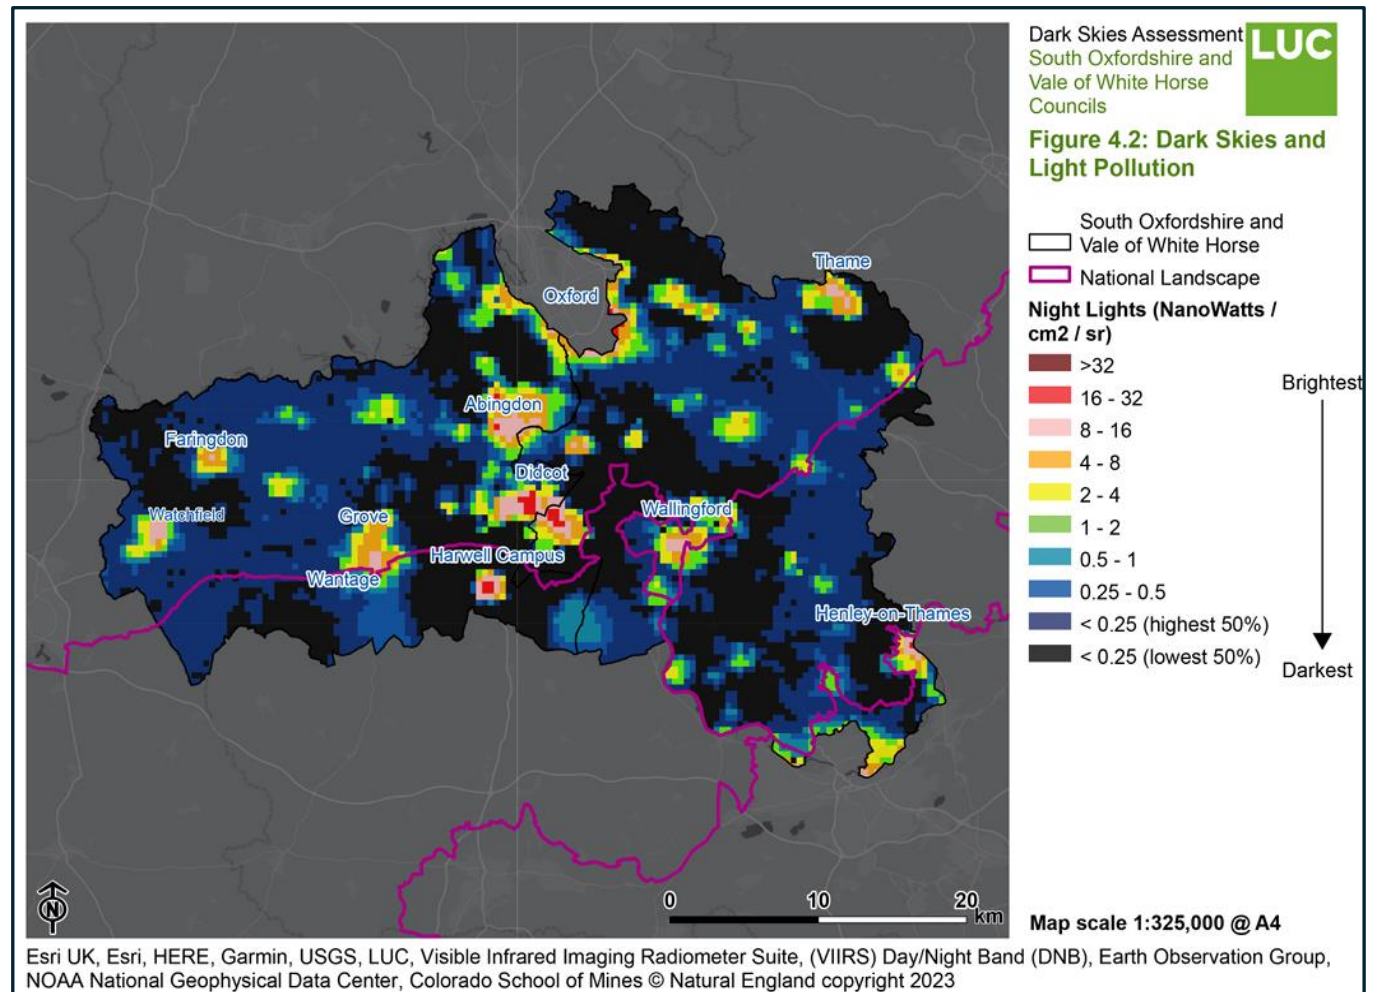 Dark Skies Assessment
South Oxfordshire and
Vale of White Horse
Councils
LUC
Figure 4.2: Dark Skies and
Light Pollution
South Oxfordshire and
Vale of White Horse
National Landscape
Night Lights (NanoWatts /
cm2 / sr)
>32
16 - 32
8 - 16
4 - 8
2 - 4
1 - 2
0.5 - 1
0.25 - 0.5
< 0.25 (highest 50%)
< 0.25 (lowest 50%)
Brightest
Darkest
Thame
Oxford
Abingdon
Faringdon
Didcot
Watchfield
Grove
Wallingford
Harwell Campus
Wantage
Henley-on-Thames
N
0 10 20
km
Map scale 1:325,000 @ A4
Esri UK, Esri, HERE, Garmin, USGS, LUC, Visible Infrared Imaging Radiometer Suite, (VIIRS) Day/Night Band (DNB), Earth Observation Group,
NOAA National Geophysical Data Center, Colorado School of Mines © Natural England copyright 2023